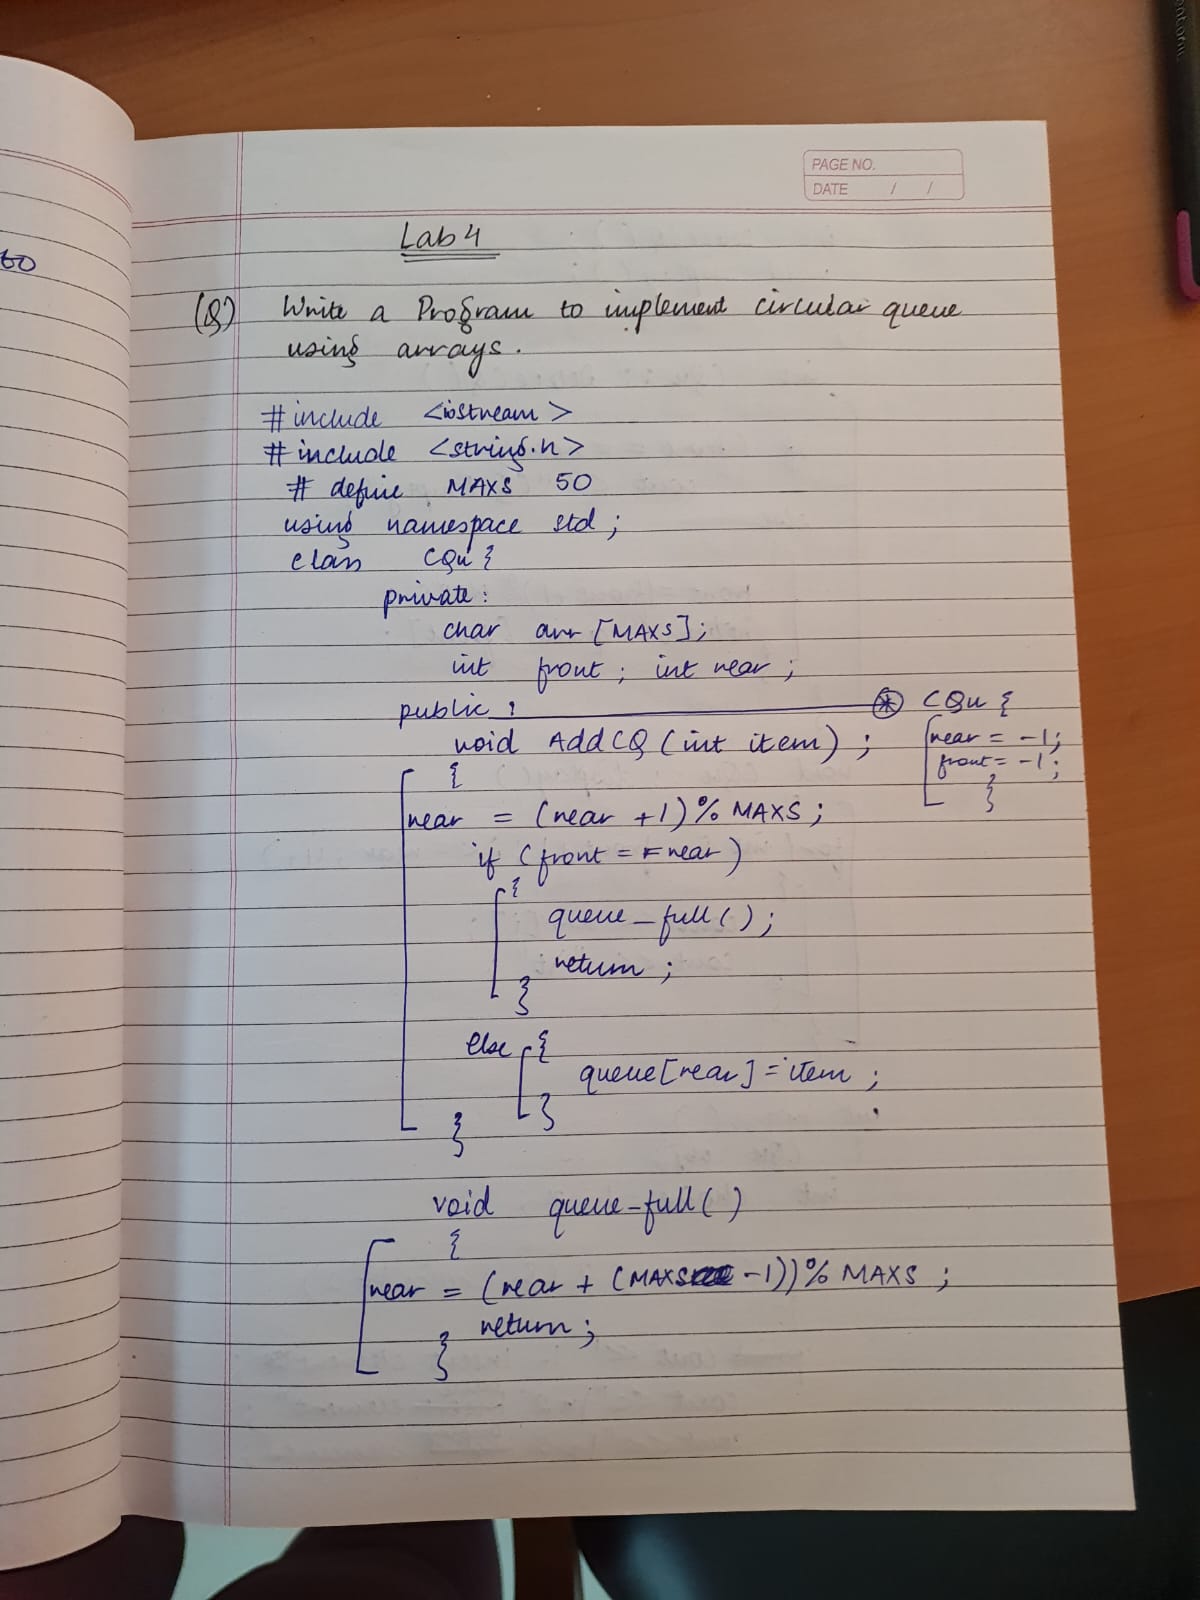 PAGE NO.
DATE / /
Lab 4
to
(Q) Write a Program to implement circular queue
using arrays.
#include <iostream>
#include <string.h>
# define MAXS 50
using namespace std;
class CQu {
private:
char arr [MAXS];
int front; int rear;
public: ⊛ CQu {
void AddCQ (int item); rear = -1;
front = -1;
{ }
rear = (rear +1)% MAXS;
if (front == rear)
{
queue_full();
return;
}
else {
queue[rear] = item;
}
}
void queue_full()
{
rear = (rear + (MAXS -1))% MAXS;
return;
}